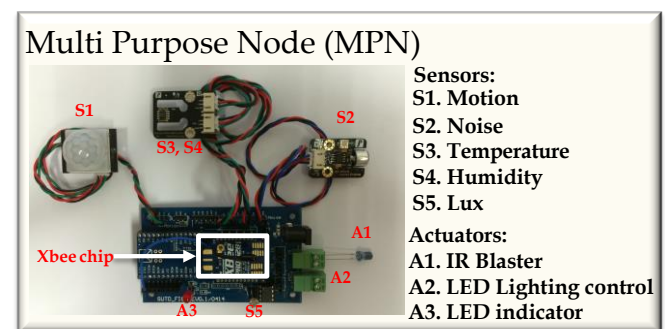 Multi Purpose Node (MPN)
Sensors:
S1. Motion
S2. Noise
S3. Temperature
S4. Humidity
S5. Lux
Actuators:
A1. IR Blaster
A2. LED Lighting control
A3. LED indicator
S1
S3, S4
S2
Xbee chip
A1
A2
A3
S5